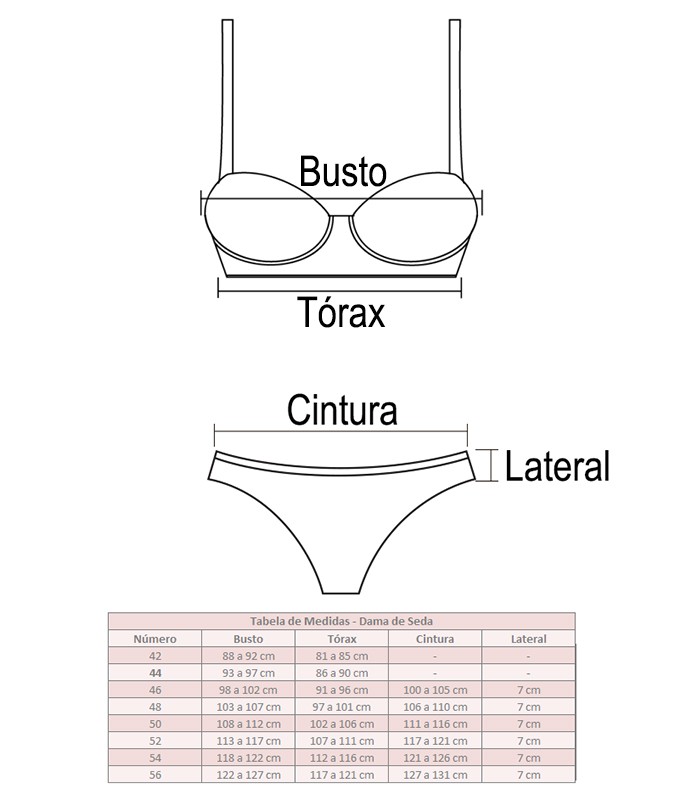 Busto
Tórax
Cintura
Lateral
Tabela de Medidas - Dama de Seda
Número Busto Tórax Cintura Lateral
42 88 a 92 cm 81 a 85 cm - -
44 93 a 97 cm 86 a 90 cm - -
46 98 a 102 cm 91 a 96 cm 100 a 105 cm 7 cm
48 103 a 107 cm 97 a 101 cm 106 a 110 cm 7 cm
50 108 a 112 cm 102 a 106 cm 111 a 116 cm 7 cm
52 113 a 117 cm 107 a 111 cm 117 a 121 cm 7 cm
54 118 a 122 cm 112 a 116 cm 121 a 126 cm 7 cm
56 122 a 127 cm 117 a 121 cm 127 a 131 cm 7 cm